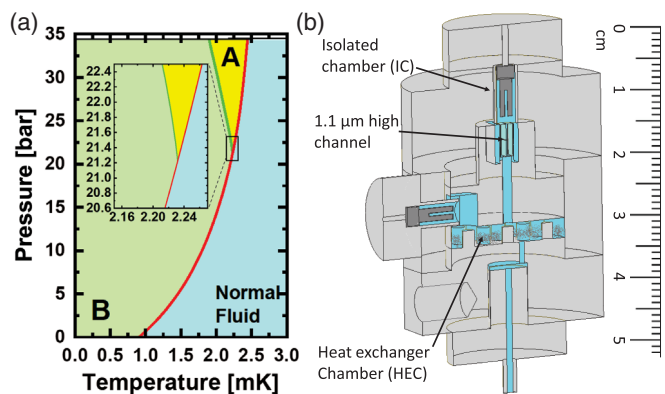 (a)
35
30
25
20
15
10
5
0
Pressure [bar]
A
22.4
22.2
22.0
21.8
21.6
21.4
21.2
21.0
20.8
20.6
2.16
2.20
2.24
B
Normal
Fluid
0.0
0.5
1.0
1.5
2.0
2.5
3.0
Temperature [mK]
(b)
Isolated
chamber (IC)
1.1 µm high
channel
Heat exchanger
Chamber (HEC)
0
cm
1
2
3
4
5